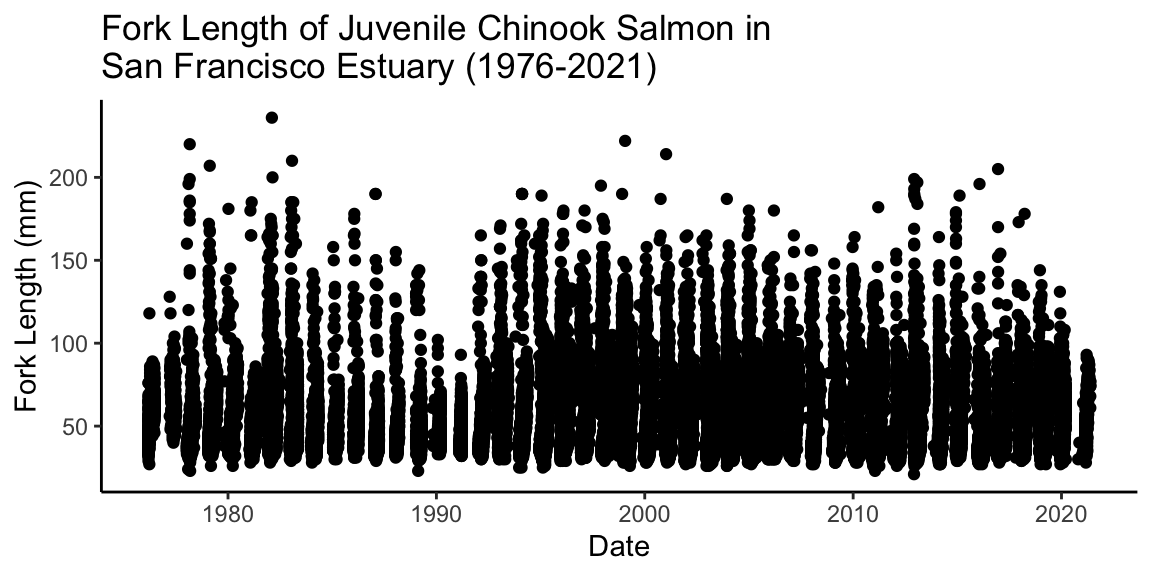 Fork Length of Juvenile Chinook Salmon in
San Francisco Estuary (1976-2021)
Fork Length (mm)
200
150
100
50
1980 1990 2000 2010 2020
Date